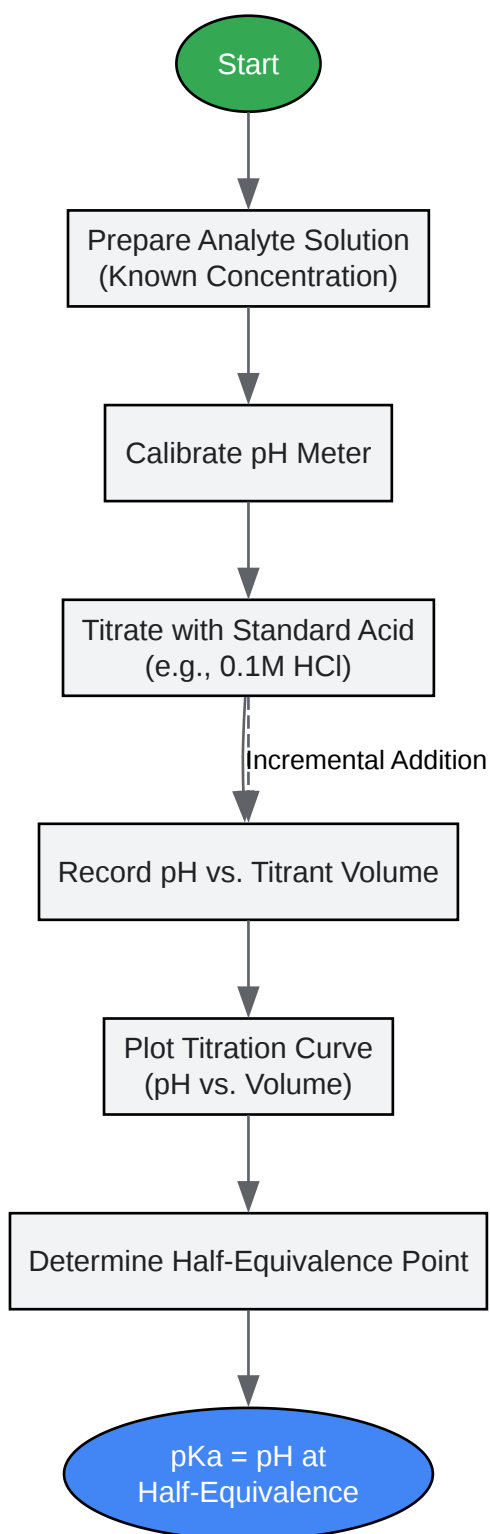 Start
Prepare Analyte Solution
(Known Concentration)
Calibrate pH Meter
Titrate with Standard Acid
(e.g., 0.1M HCl)
Incremental Addition
Record pH vs. Titrant Volume
Plot Titration Curve
(pH vs. Volume)
Determine Half-Equivalence Point
pKa = pH at
Half-Equivalence